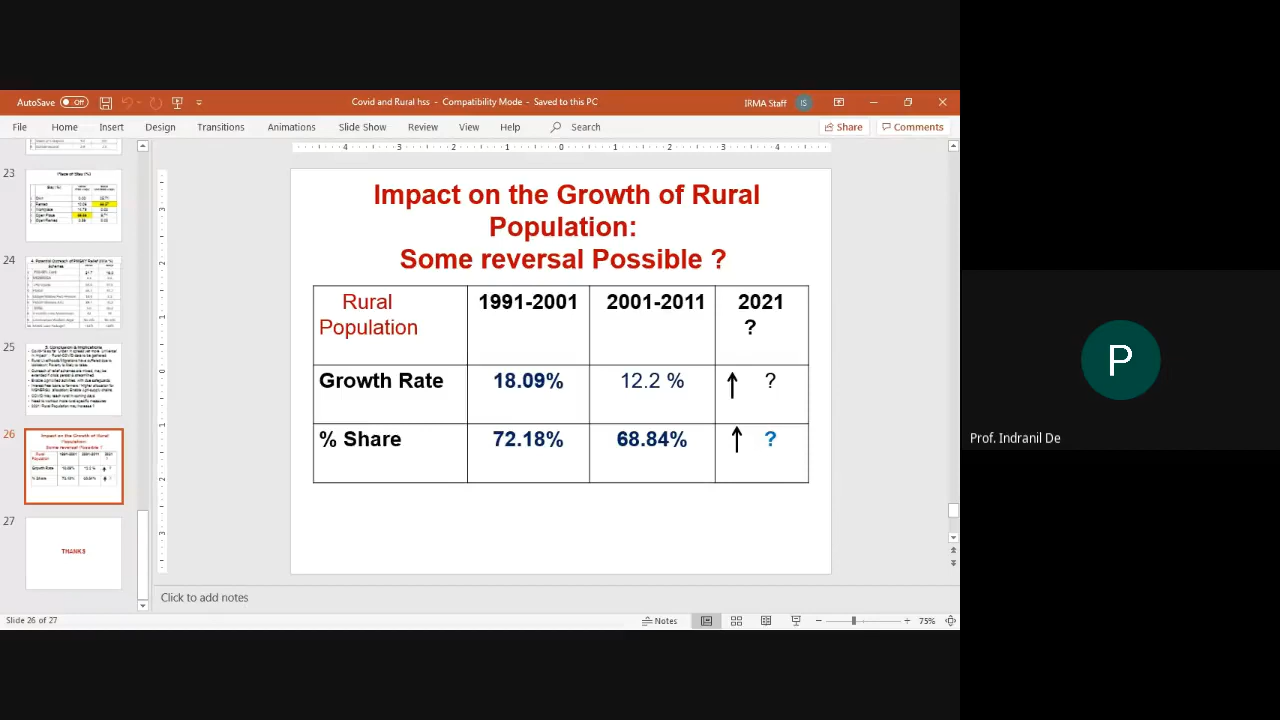 AutoSave Off
Covid and Rural hss - Compatibility Mode - Saved to this PC
IRMA Staff IS
File Home Insert Design Transitions Animations Slide Show Review View Help Search Share Comments
23
24
25
26
27
THANKS
Impact on the Growth of Rural
Population:
Some reversal Possible ?
Rural
Population
1991-2001
2001-2011
2021
?
Growth Rate 18.09% 12.2 % ?
% Share 72.18% 68.84% ?
Click to add notes
Slide 26 of 27
Notes
75%
P
Prof. Indranil De